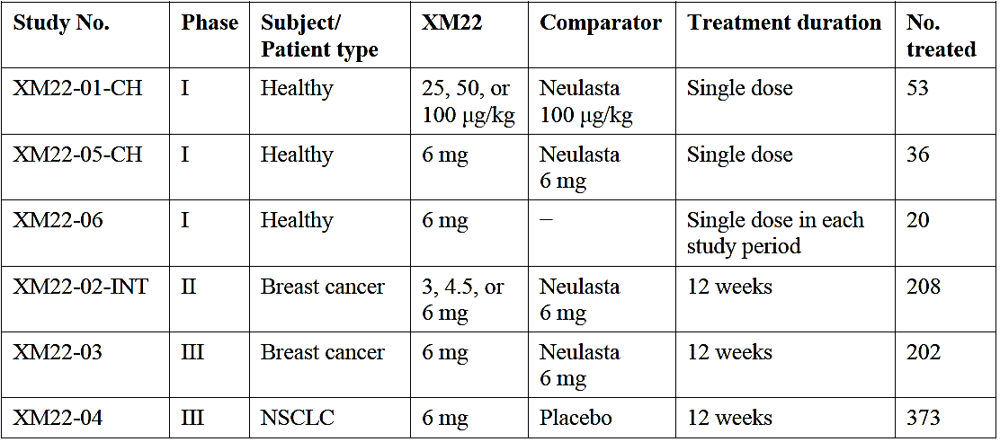 Study No. Phase Subject/ XM22 Comparator Treatment duration No.
Patient type treated
XM22-01-CH I Healthy 25, 50, or Neulasta Single dose 53
100 μg/kg 100 μg/kg
XM22-05-CH I Healthy 6 mg Neulasta Single dose 36
6 mg
XM22-06 I Healthy 6 mg − Single dose in each 20
study period
XM22-02-INT II Breast cancer 3, 4.5, or Neulasta 12 weeks 208
6 mg 6 mg
XM22-03 III Breast cancer 6 mg Neulasta 12 weeks 202
6 mg
XM22-04 III NSCLC 6 mg Placebo 12 weeks 373